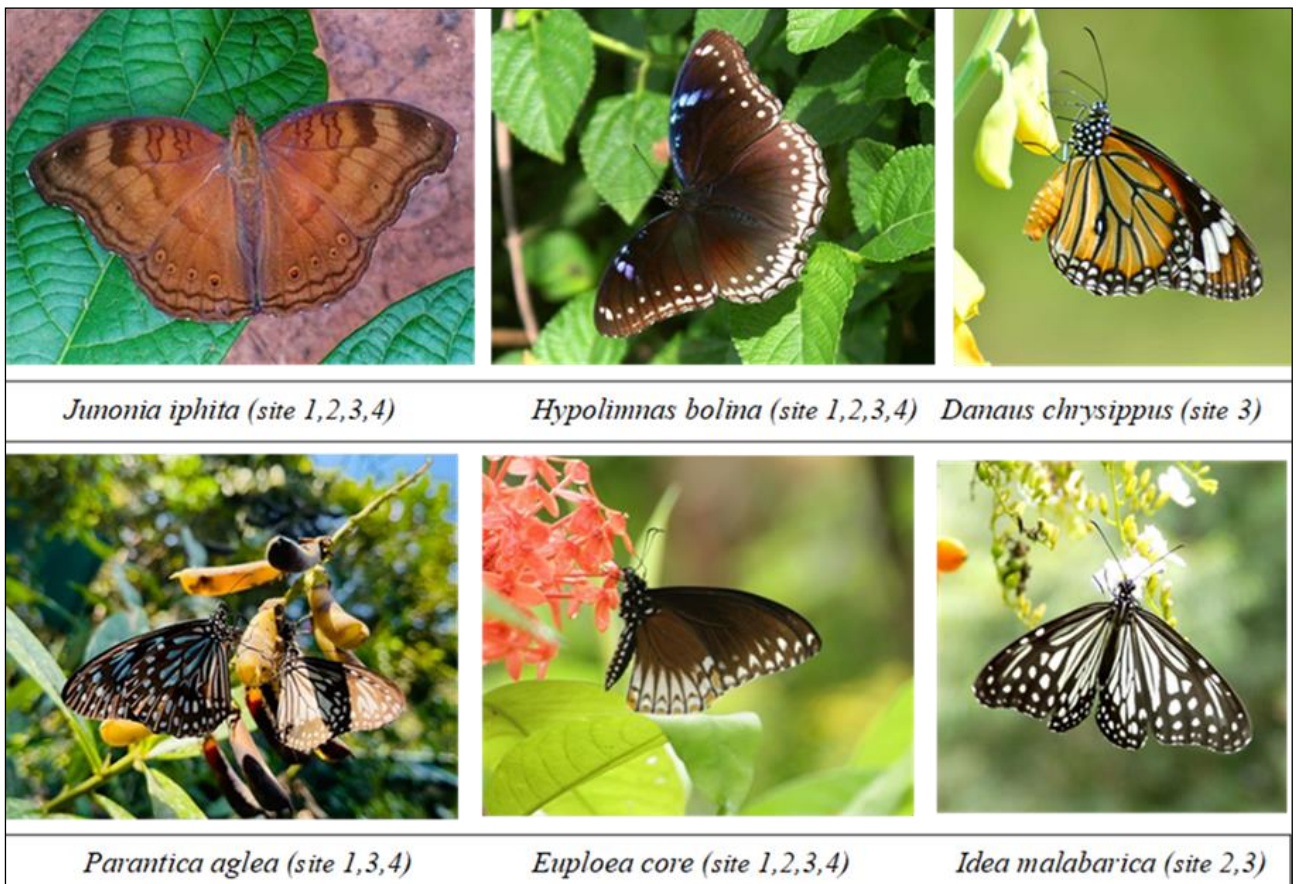 Junonia iphita (site 1,2,3,4)
Hypolimnas bolina (site 1,2,3,4)
Danaus chrysippus (site 3)
Parantica aglea (site 1,3,4)
Euploea core (site 1,2,3,4)
Idea malabarica (site 2,3)